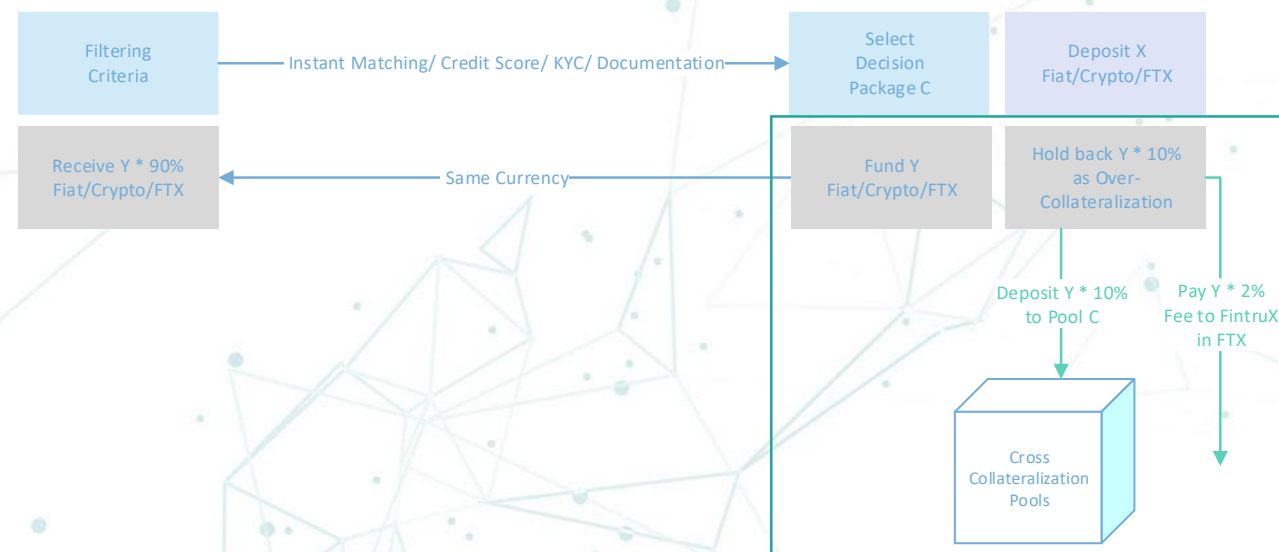 Filtering
Criteria
Instant Matching/ Credit Score/ KYC/ Documentation
Select
Decision
Package C
Deposit X
Fiat/Crypto/FTX
Receive Y * 90%
Fiat/Crypto/FTX
Same Currency
Fund Y
Fiat/Crypto/FTX
Hold back Y * 10%
as Over-
Collateralization
Deposit Y * 10%
to Pool C
Pay Y * 2%
Fee to FintruX
in FTX
Cross
Collateralization
Pools